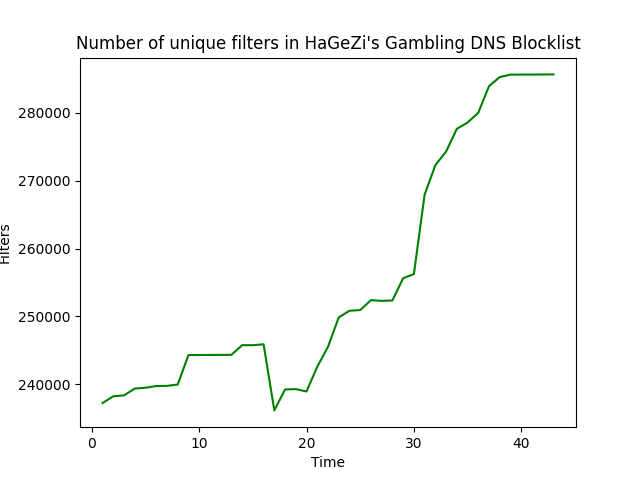 Number of unique filters in HaGeZi's Gambling DNS Blocklist
280000
270000
260000
250000
240000
Filters
0 10 20 30 40
Time